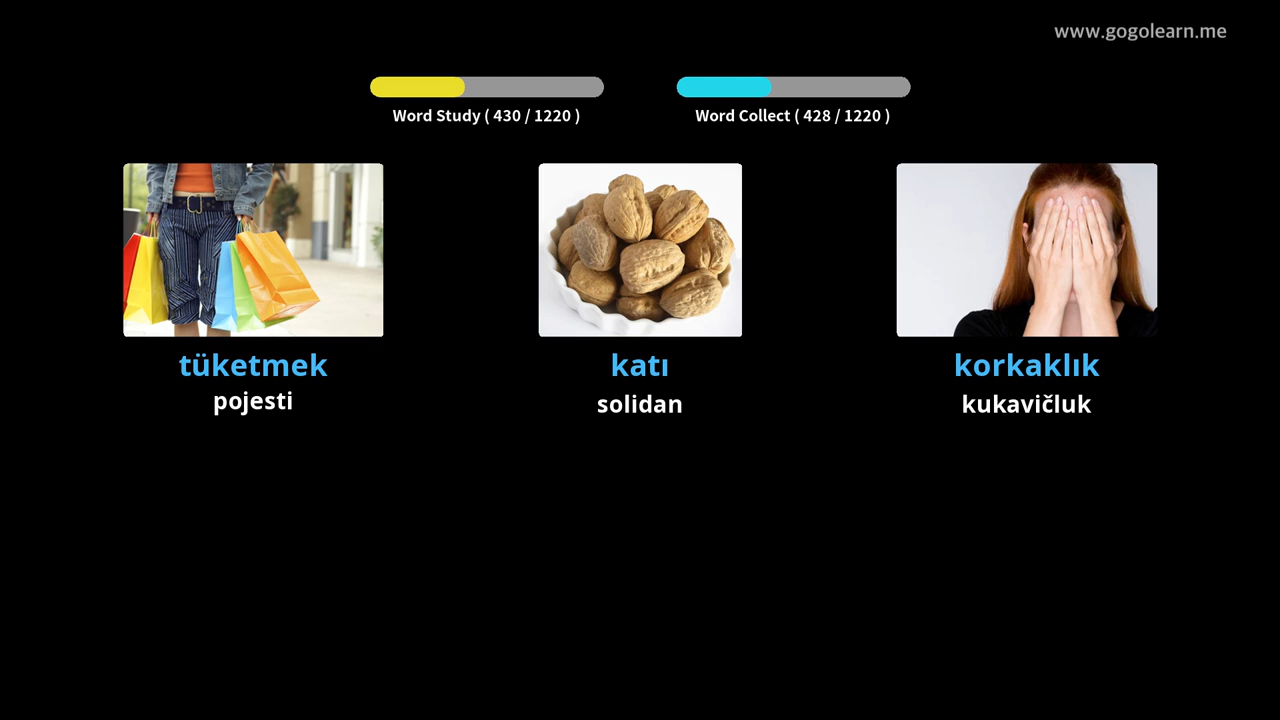 www.gogolearn.me
Word Study ( 430 / 1220 )
Word Collect ( 428 / 1220 )
tüketmek
pojesti
katı
solidan
korkaklık
kukavičluk